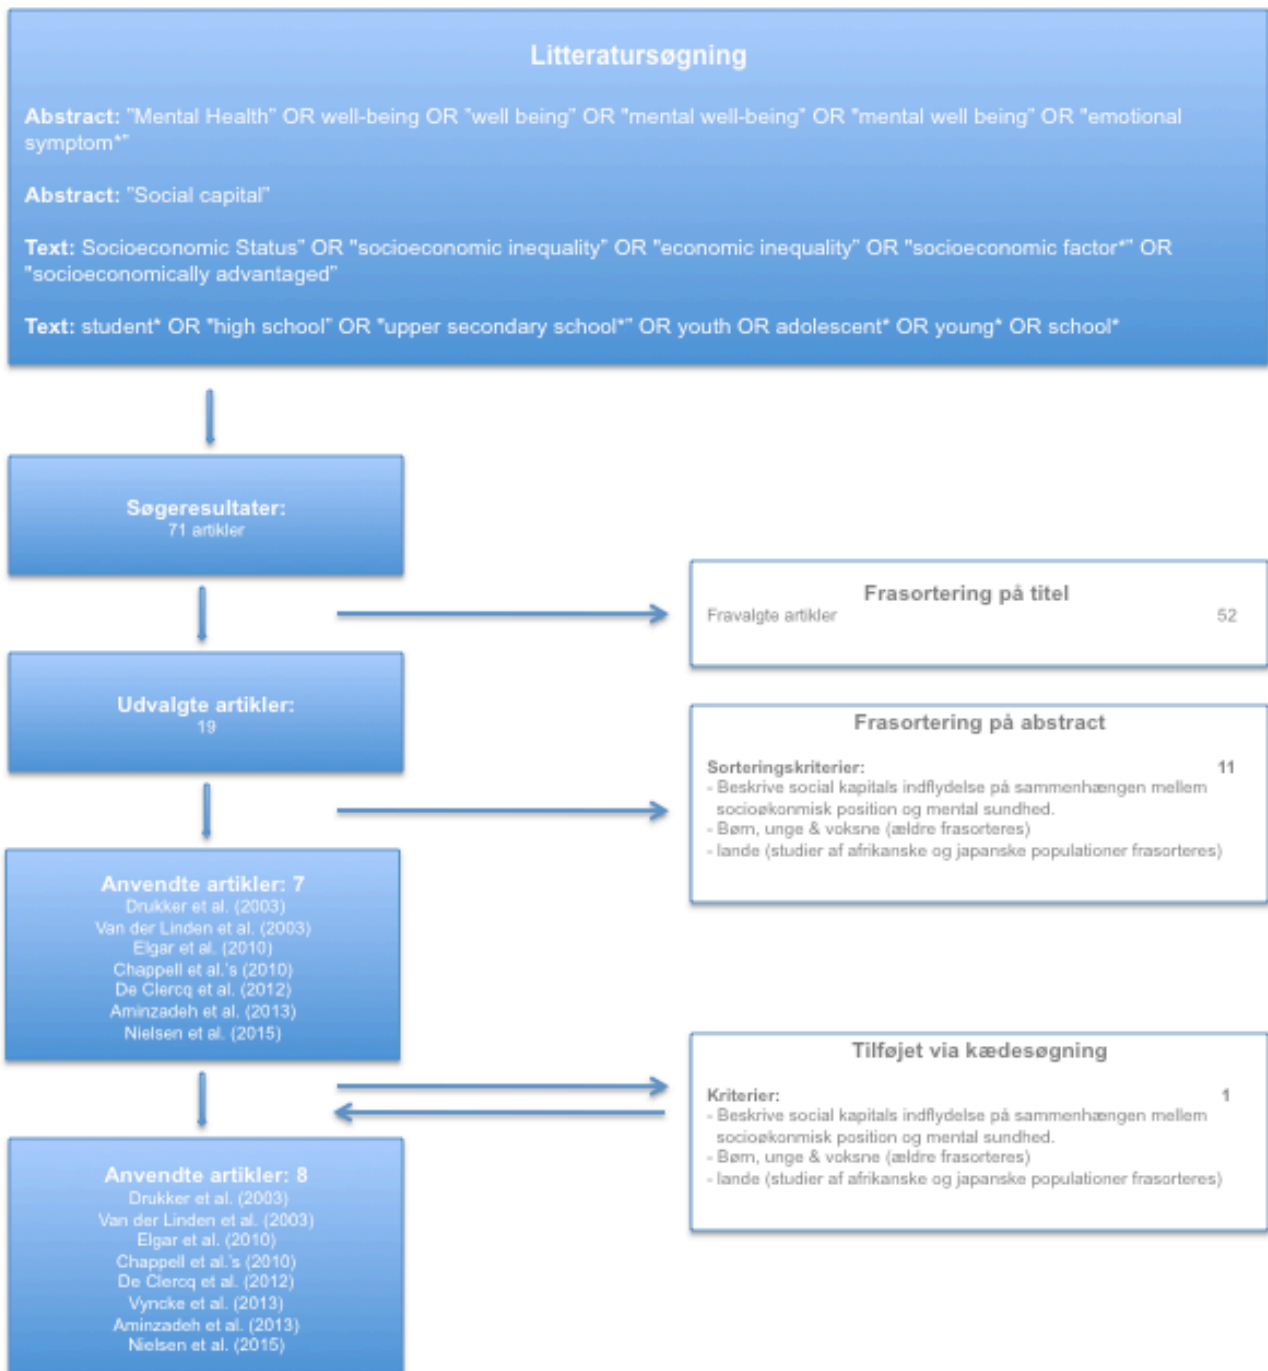 Litteratursøgning
Abstract: "Mental Health" OR well-being OR "well being" OR "mental well-being" OR "mental well being" OR "emotional
symptom*"
Abstract: "Social capital"
Text: Socioeconomic Status" OR "socioeconomic inequality" OR "economic inequality" OR "socioeconomic factor*" OR
"socioeconomically advantaged"
Text: student* OR "high school" OR "upper secondary school*" OR youth OR adolescent* OR young* OR school*
Søgeresultater:
71 artikler
Frasortering på titel
Fravalgte artikler 52
Udvalgte artikler:
19
Frasortering på abstract
Sorteringskriterier: 11
- Beskrive social kapitals indflydelse på sammenhængen mellem
socioøkonmisk position og mental sundhed.
- Børn, unge & voksne (ældre frasorteres)
- lande (studier af afrikanske og japanske populationer frasorteres)
Anvendte artikler: 7
Drukker et al. (2003)
Van der Linden et al. (2003)
Elgar et al. (2010)
Chappell et al.'s (2010)
De Clercq et al. (2012)
Aminzadeh et al. (2013)
Nielsen et al. (2015)
Tilføjet via kædesøgning
Kriterier: 1
- Beskrive social kapitals indflydelse på sammenhængen mellem
socioøkonmisk position og mental sundhed.
- Børn, unge & voksne (ældre frasorteres)
- lande (studier af afrikanske og japanske populationer frasorteres)
Anvendte artikler: 8
Drukker et al. (2003)
Van der Linden et al. (2003)
Elgar et al. (2010)
Chappell et al.'s (2010)
De Clercq et al. (2012)
Vyncke et al. (2013)
Aminzadeh et al. (2013)
Nielsen et al. (2015)